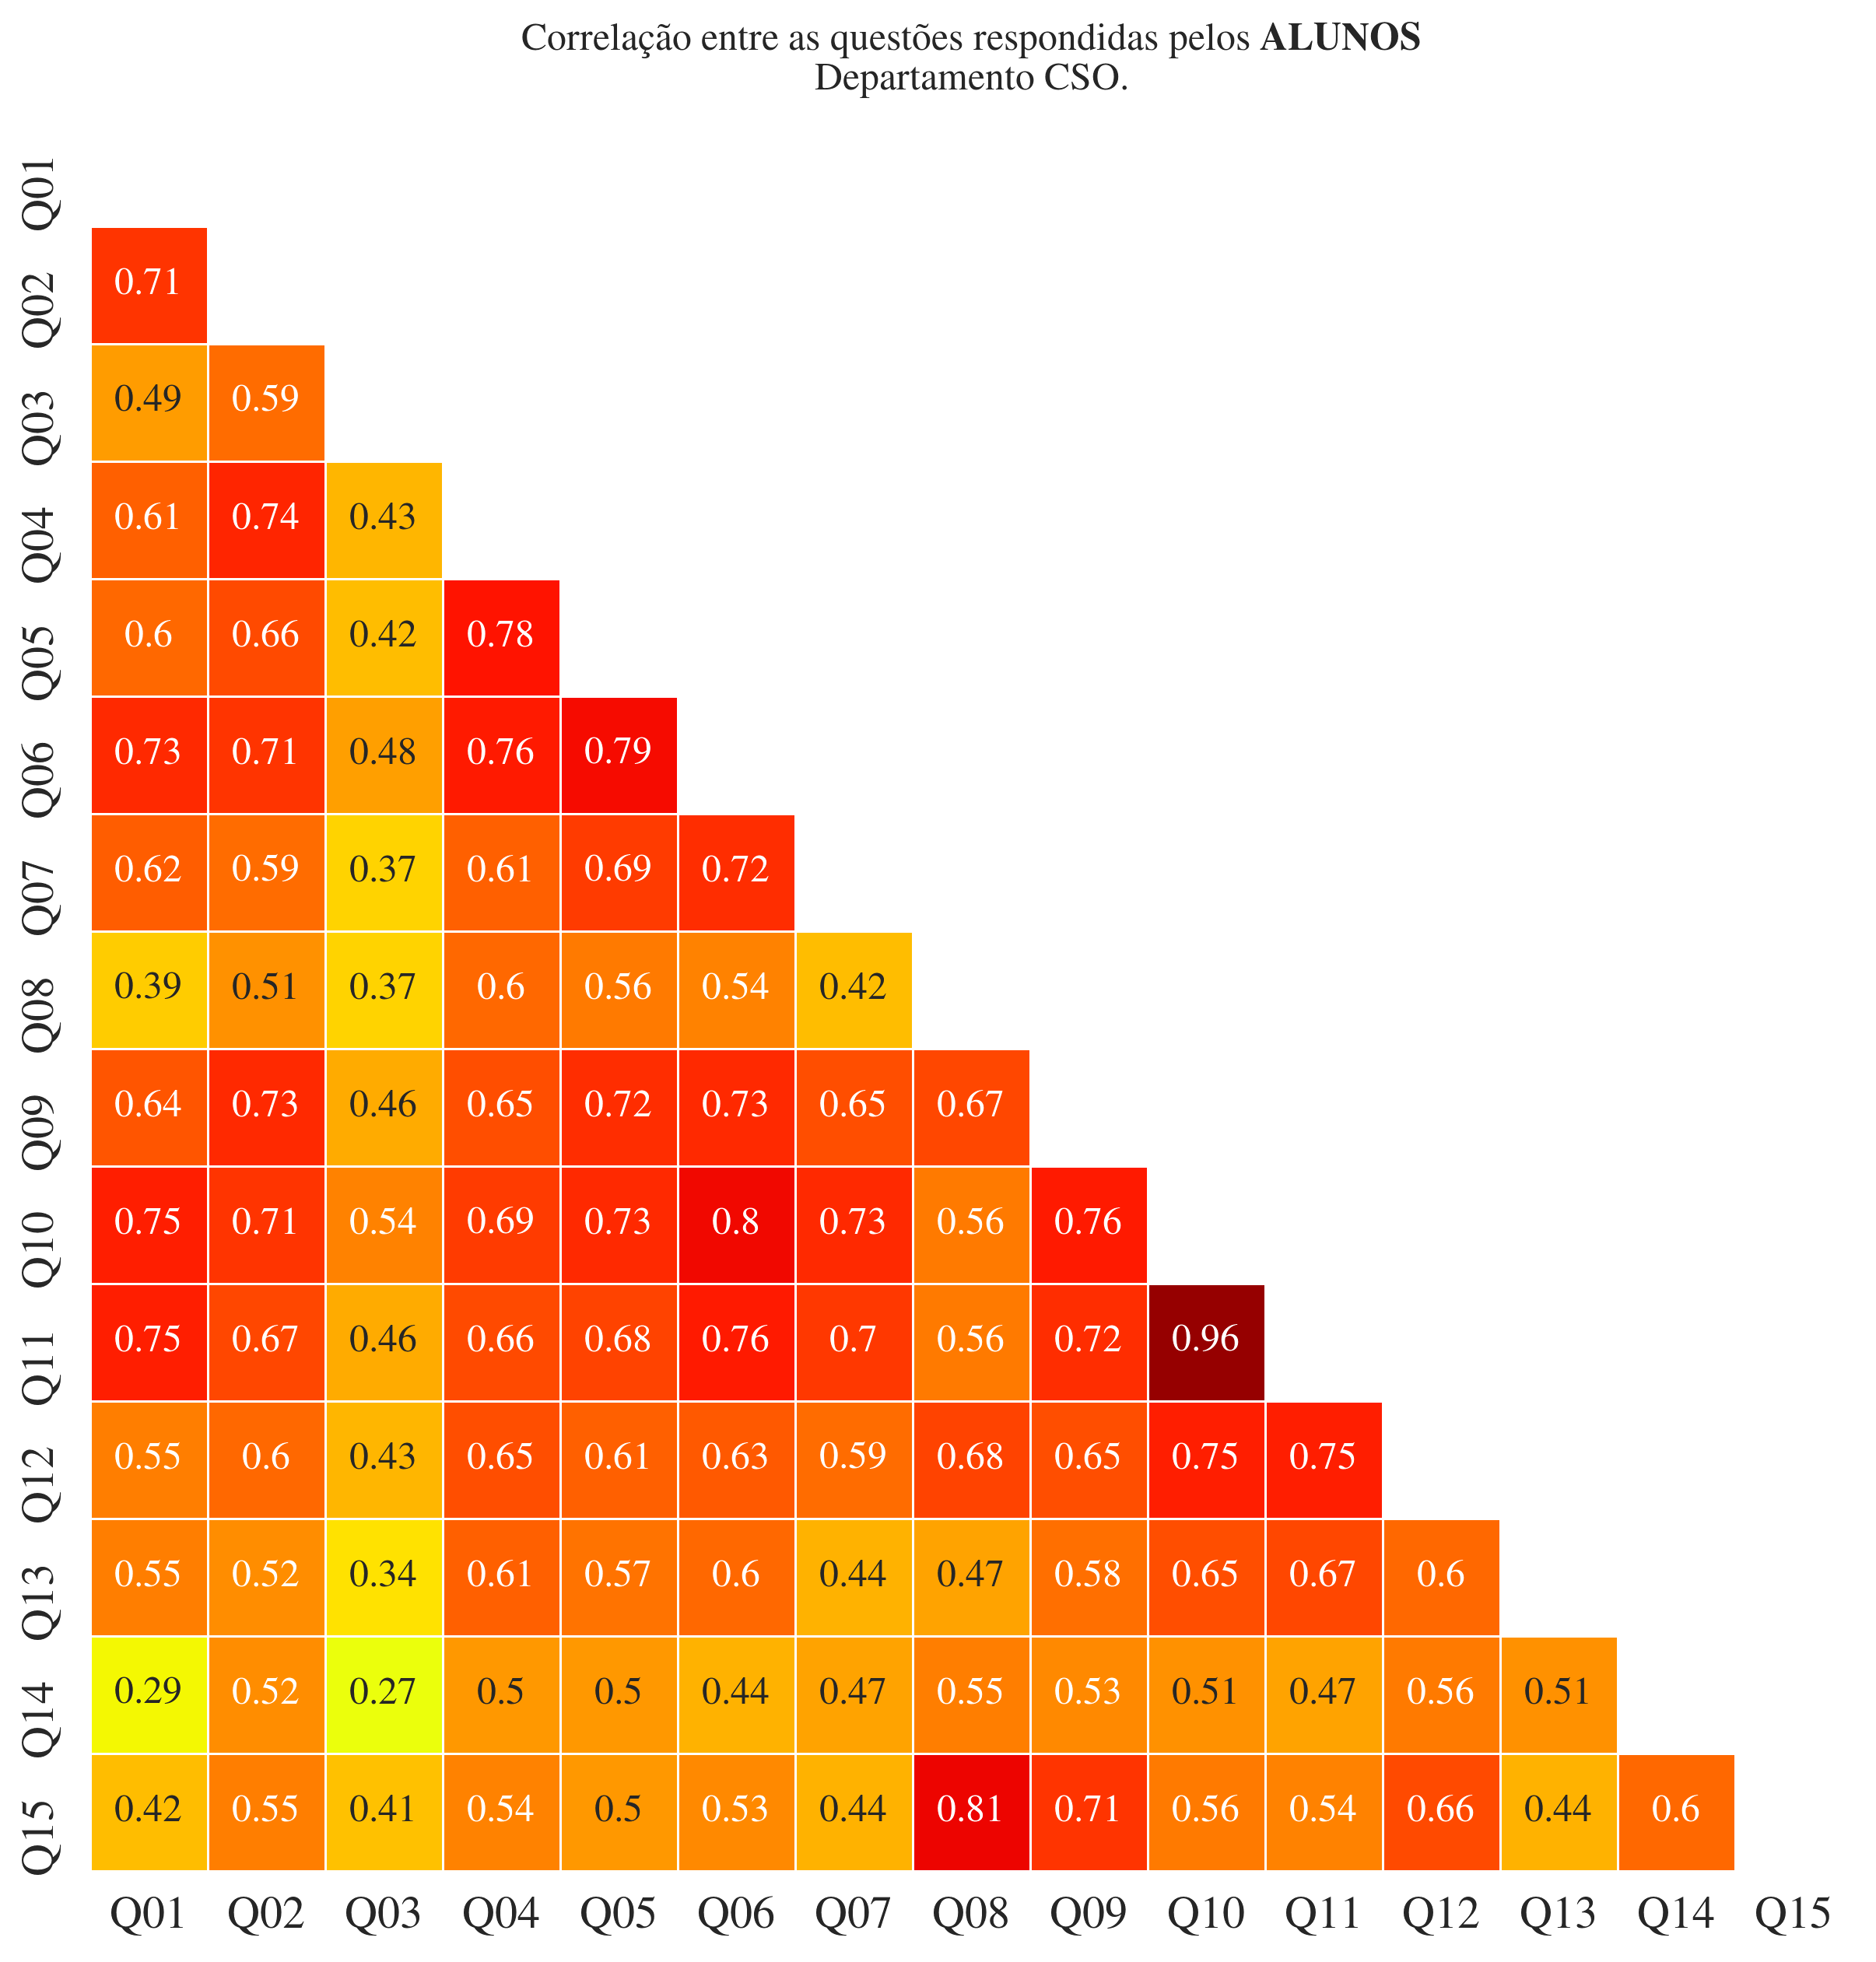 Correlação entre as questões respondidas pelos ALUNOS
Departamento CSO.
Q01
Q02 0.71
Q03 0.49 0.59
Q04 0.61 0.74 0.43
Q05 0.6 0.66 0.42 0.78
Q06 0.73 0.71 0.48 0.76 0.79
Q07 0.62 0.59 0.37 0.61 0.69 0.72
Q08 0.39 0.51 0.37 0.6 0.56 0.54 0.42
Q09 0.64 0.73 0.46 0.65 0.72 0.73 0.65 0.67
Q10 0.75 0.71 0.54 0.69 0.73 0.8 0.73 0.56 0.76
Q11 0.75 0.67 0.46 0.66 0.68 0.76 0.7 0.56 0.72 0.96
Q12 0.55 0.6 0.43 0.65 0.61 0.63 0.59 0.68 0.65 0.75 0.75
Q13 0.55 0.52 0.34 0.61 0.57 0.6 0.44 0.47 0.58 0.65 0.67 0.6
Q14 0.29 0.52 0.27 0.5 0.5 0.44 0.47 0.55 0.53 0.51 0.47 0.56 0.51
Q15 0.42 0.55 0.41 0.54 0.5 0.53 0.44 0.81 0.71 0.56 0.54 0.66 0.44 0.6
Q01 Q02 Q03 Q04 Q05 Q06 Q07 Q08 Q09 Q10 Q11 Q12 Q13 Q14 Q15